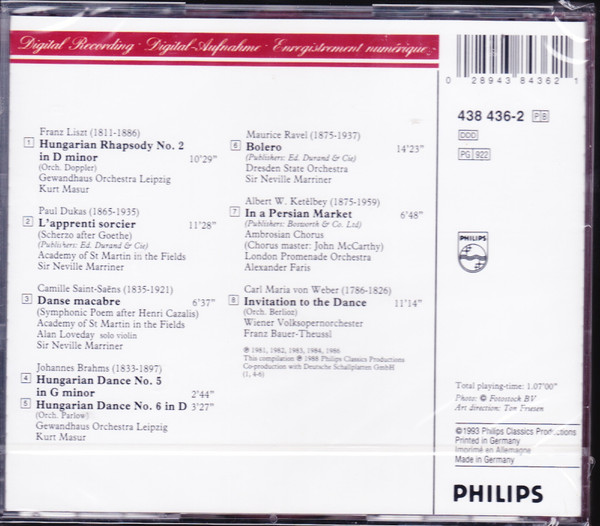 Digital Recording · Digital-Aufnahme · Enregistrement numérique
Franz Liszt (1811-1886)
1 Hungarian Rhapsody No. 2
in D minor 10'29"
(Orch. Doppler)
Gewandhaus Orchestra Leipzig
Kurt Masur
Paul Dukas (1865-1935)
2 L'apprenti sorcier 11'28"
(Scherzo after Goethe)
(Publishers: Ed. Durand & Cie)
Academy of St Martin in the Fields
Sir Neville Marriner
Camille Saint-Saëns (1835-1921)
3 Danse macabre 6'37"
(Symphonic Poem after Henri Cazalis)
Academy of St Martin in the Fields
Alan Loveday solo violin
Sir Neville Marriner
Johannes Brahms (1833-1897)
4 Hungarian Dance No. 5
in G minor 2'44"
5 Hungarian Dance No. 6 in D 3'27"
(Orch. Parlow)
Gewandhaus Orchestra Leipzig
Kurt Masur
Maurice Ravel (1875-1937)
6 Bolero 14'23"
(Publishers: Ed. Durand & Cie)
Dresden State Orchestra
Sir Neville Marriner
Albert W. Ketèlbey (1875-1959)
7 In a Persian Market 6'48"
(Publishers: Bosworth & Co. Ltd)
Ambrosian Chorus
(Chorus master: John McCarthy)
London Promenade Orchestra
Alexander Faris
Carl Maria von Weber (1786-1826)
8 Invitation to the Dance 11'14"
(Orch. Berlioz)
Wiener Volksopernorchester
Franz Bauer-Theussl
℗ 1981, 1982, 1983, 1984, 1986
This compilation ℗ 1988 Philips Classics Productions
Co-production with Deutsche Schallplatten GmbH
(1, 4-6)
0 28943 84362 1
438 436-2 PB
DDD
PG 922
PHILIPS
Total playing-time: 1.07'00"
Photo: © Fotostock BV
Art direction: Ton Friesen
©1993 Philips Classics Productions
Printed in Germany
Imprimé en Allemagne
Made in Germany
PHILIPS